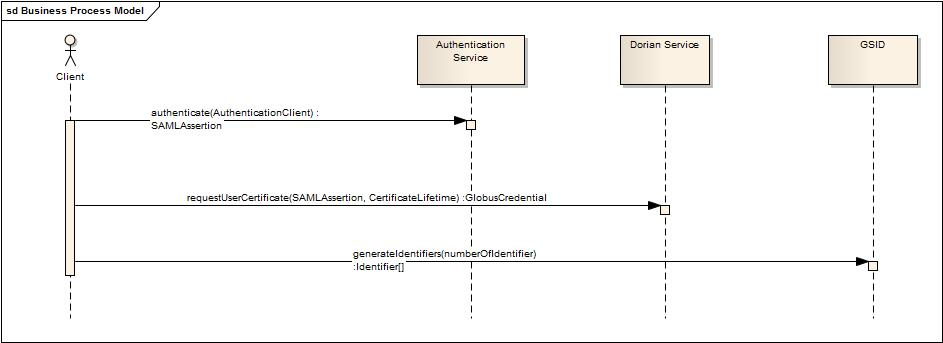 sd Business Process Model
Client
Authentication
Service
Dorian Service
GSID
authenticate(AuthenticationClient) :
SAMLAssertion
requestUserCertificate(SAMLAssertion, CertificateLifetime) :GlobusCredential
generateIdentifiers(numberOfIdentifier)
:Identifier[]